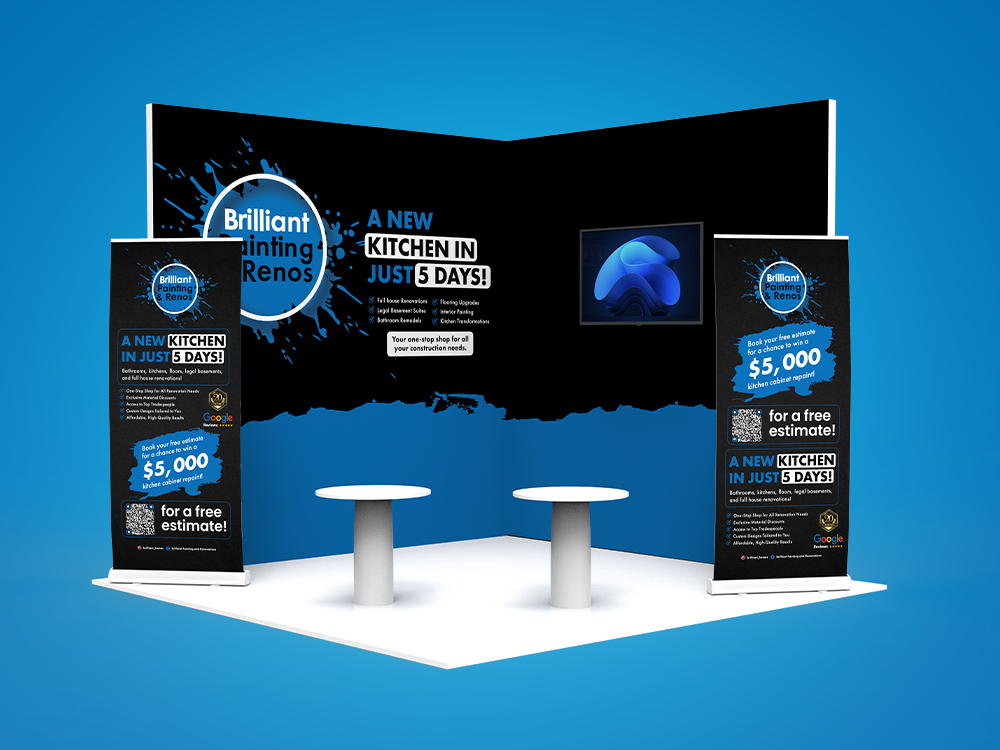 Brilliant
Painting
& Renos
A NEW
KITCHEN IN
JUST 5 DAYS!
Full house Renovations
Legal Basement Suites
Bathroom Remodels
Flooring Upgrades
Interior Painting
Kitchen Transformations
Your one-stop shop for all
your construction needs.
Brilliant
Painting
& Renos
A NEW KITCHEN
IN JUST 5 DAYS!
Bathrooms, kitchens, floors, legal basements,
and full house renovations!
One-Stop Shop for All Renovation Needs
Exclusive Material Discounts
Access to Top Tradespeople
Custom Designs Tailored to You
Affordable, High-Quality Results
Google
Reviews
Book your free estimate
for a chance to win a
$5,000
kitchen cabinet repaint!
for a free
estimate!
brilliant_renos
Brilliant Painting and Renovations
Brilliant
Painting
& Renos
Book your free estimate
for a chance to win a
$5,000
kitchen cabinet repaint!
for a free
estimate!
A NEW KITCHEN
IN JUST 5 DAYS!
Bathrooms, kitchens, floors, legal basements,
and full house renovations!
One-Stop Shop for All Renovation Needs
Exclusive Material Discounts
Access to Top Tradespeople
Custom Designs Tailored to You
Affordable, High-Quality Results
Google
Reviews
brilliant_renos
Brilliant Painting and Renovations